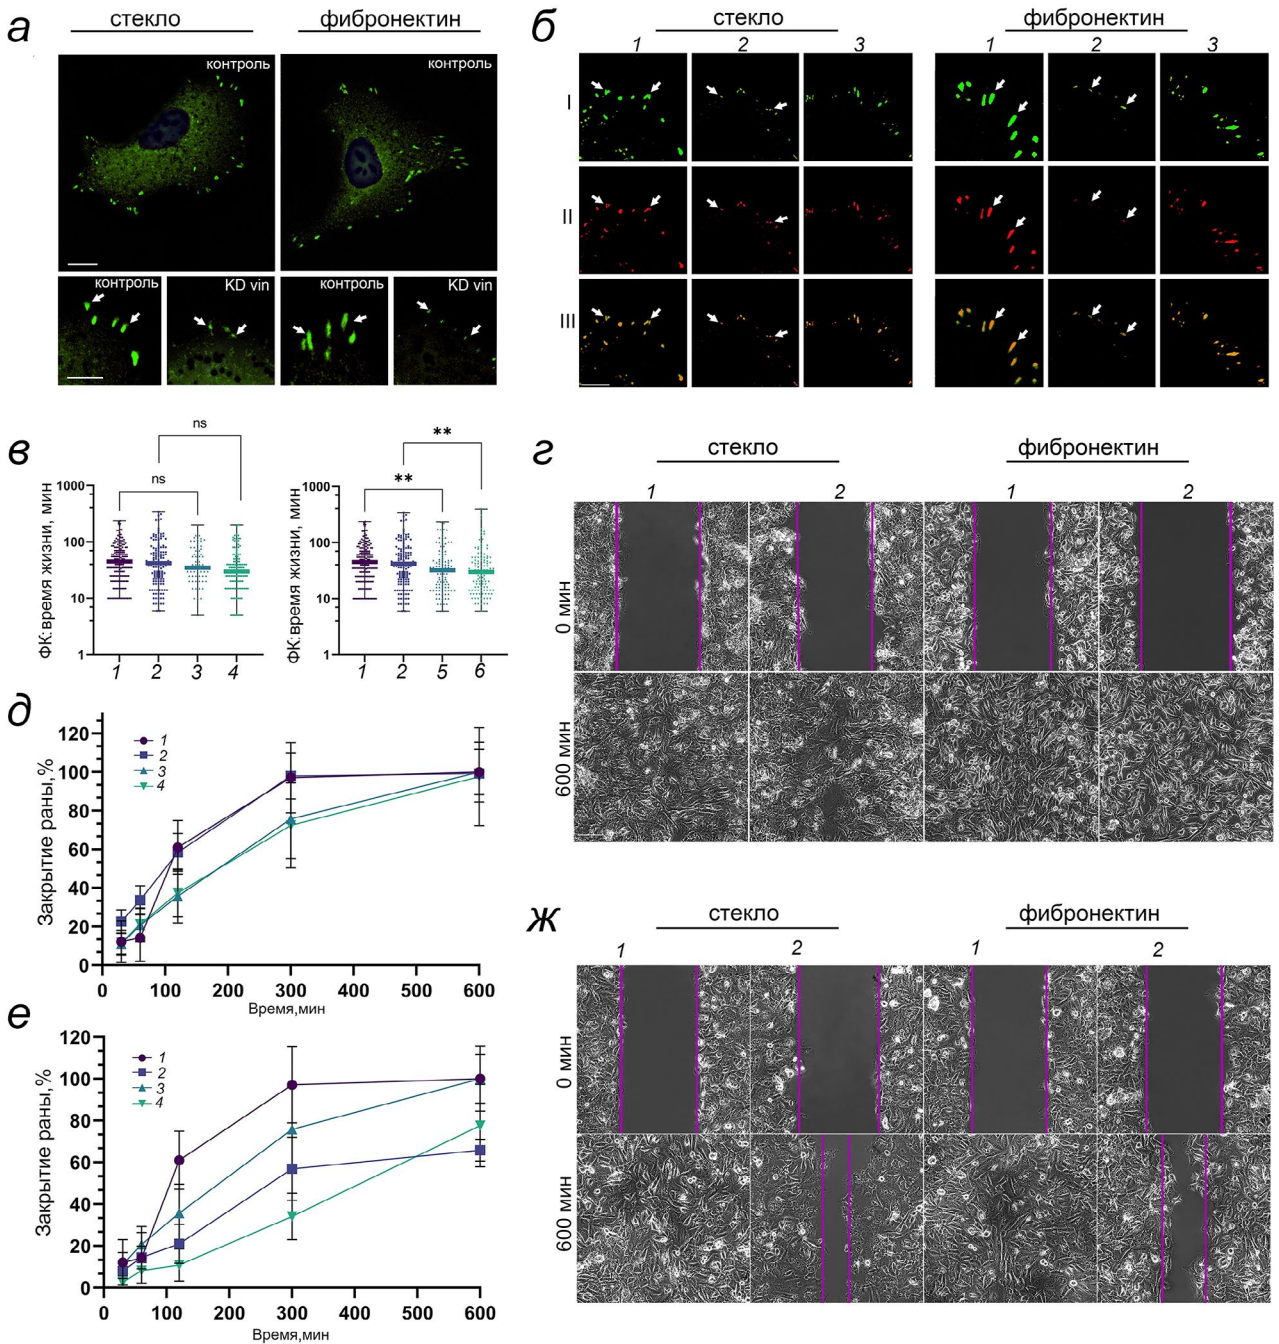 а
стекло
фибронектин
контроль
контроль
контроль
KD vin
контроль
KD vin
б
стекло
фибронектин
1 2 3
1 2 3
I
II
III
в
ns
ns
ФК:время жизни, мин
1000
100
10
1
1 2 3 4
**
**
ФК:время жизни, мин
1000
100
10
1
1 2 5 6
г
стекло
фибронектин
1 2
1 2
0 мин
600 мин
д
Закрытие раны,%
120
100
80
60
40
20
0
1
2
3
4
0 100 200 300 400 500 600
Время,мин
е
Закрытие раны,%
120
100
80
60
40
20
0
1
2
3
4
0 100 200 300 400 500 600
Время,мин
ж
стекло
фибронектин
1 2
1 2
0 мин
600 мин